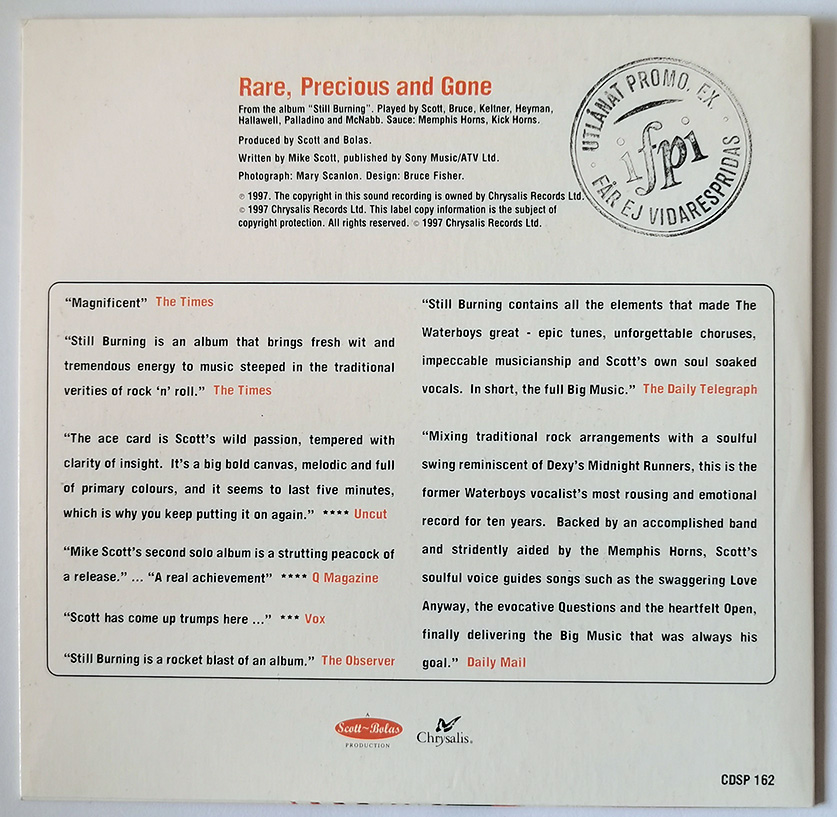 Rare, Precious and Gone
From the album "Still Burning". Played by Scott, Bruce, Keltner, Heyman,
Hallawell, Palladino and McNabb. Sauce: Memphis Horns, Kick Horns.
Produced by Scott and Bolas.
Written by Mike Scott, published by Sony Music/ATV Ltd.
Photograph: Mary Scanlon. Design: Bruce Fisher.
℗ 1997. The copyright in this sound recording is owned by Chrysalis Records Ltd.
© 1997 Chrysalis Records Ltd. This label copy information is the subject of
copyright protection. All rights reserved. © 1997 Chrysalis Records Ltd.
UTLÅNAT PROMO. EX.
ifpi
FÅR EJ VIDARESPRIDAS
"Magnificent" The Times
"Still Burning is an album that brings fresh wit and
tremendous energy to music steeped in the traditional
verities of rock 'n' roll." The Times
"The ace card is Scott's wild passion, tempered with
clarity of insight. It's a big bold canvas, melodic and full
of primary colours, and it seems to last five minutes,
which is why you keep putting it on again." **** Uncut
"Mike Scott's second solo album is a strutting peacock of
a release." ... "A real achievement" **** Q Magazine
"Scott has come up trumps here ..." *** Vox
"Still Burning is a rocket blast of an album." The Observer
"Still Burning contains all the elements that made The
Waterboys great - epic tunes, unforgettable choruses,
impeccable musicianship and Scott's own soul soaked
vocals. In short, the full Big Music." The Daily Telegraph
"Mixing traditional rock arrangements with a soulful
swing reminiscent of Dexy's Midnight Runners, this is the
former Waterboys vocalist's most rousing and emotional
record for ten years. Backed by an accomplished band
and stridently aided by the Memphis Horns, Scott's
soulful voice guides songs such as the swaggering Love
Anyway, the evocative Questions and the heartfelt Open,
finally delivering the Big Music that was always his
goal." Daily Mail
A
Scott~Bolas
PRODUCTION
Chrysalis®
CDSP 162